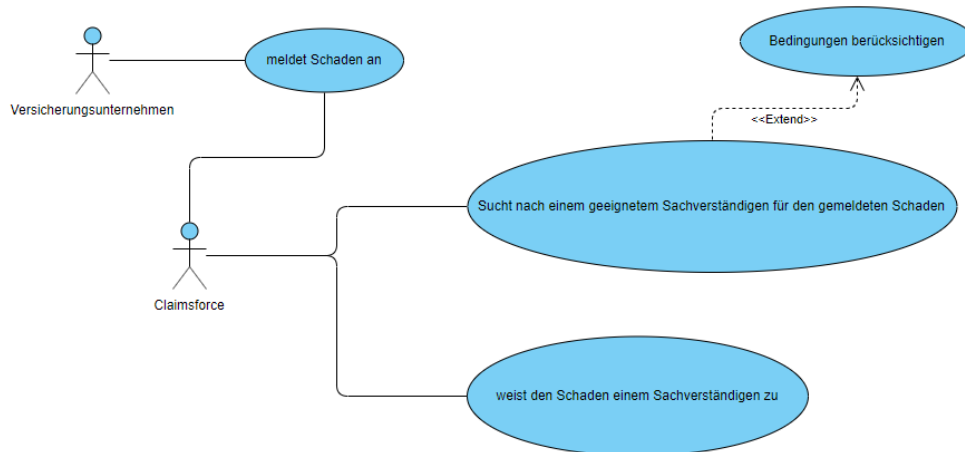 Bedingungen berücksichtigen
meldet Schaden an
Versicherungsunternehmen
<<Extend>>
Sucht nach einem geeignetem Sachverständigen für den gemeldeten Schaden
Claimsforce
weist den Schaden einem Sachverständigen zu